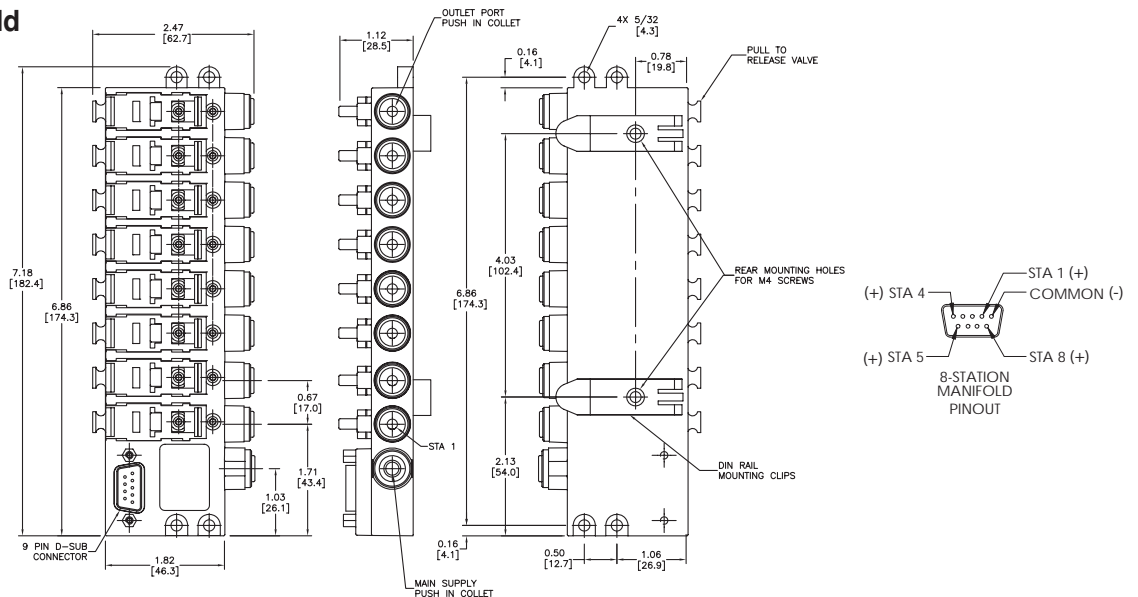 ld
2.47
[62.7]
7.18
[182.4]
6.86
[174.3]
0.67
[17.0]
1.71
[43.4]
1.03
[26.1]
9 PIN D-SUB
CONNECTOR
1.82
[46.3]
OUTLET PORT
PUSH IN COLLET
1.12
[28.5]
STA 1
MAIN SUPPLY
PUSH IN COLLET
4X 5/32
[4.3]
0.16
[4.1]
0.78
[19.8]
PULL TO
RELEASE VALVE
4.03
[102.4]
6.86
[174.3]
REAR MOUNTING HOLES
FOR M4 SCREWS
2.13
[54.0]
DIN RAIL
MOUNTING CLIPS
0.16
[4.1]
0.50
[12.7]
1.06
[26.9]
STA 1 (+)
(+) STA 4
COMMON (-)
(+) STA 5
STA 8 (+)
8-STATION
MANIFOLD
PINOUT